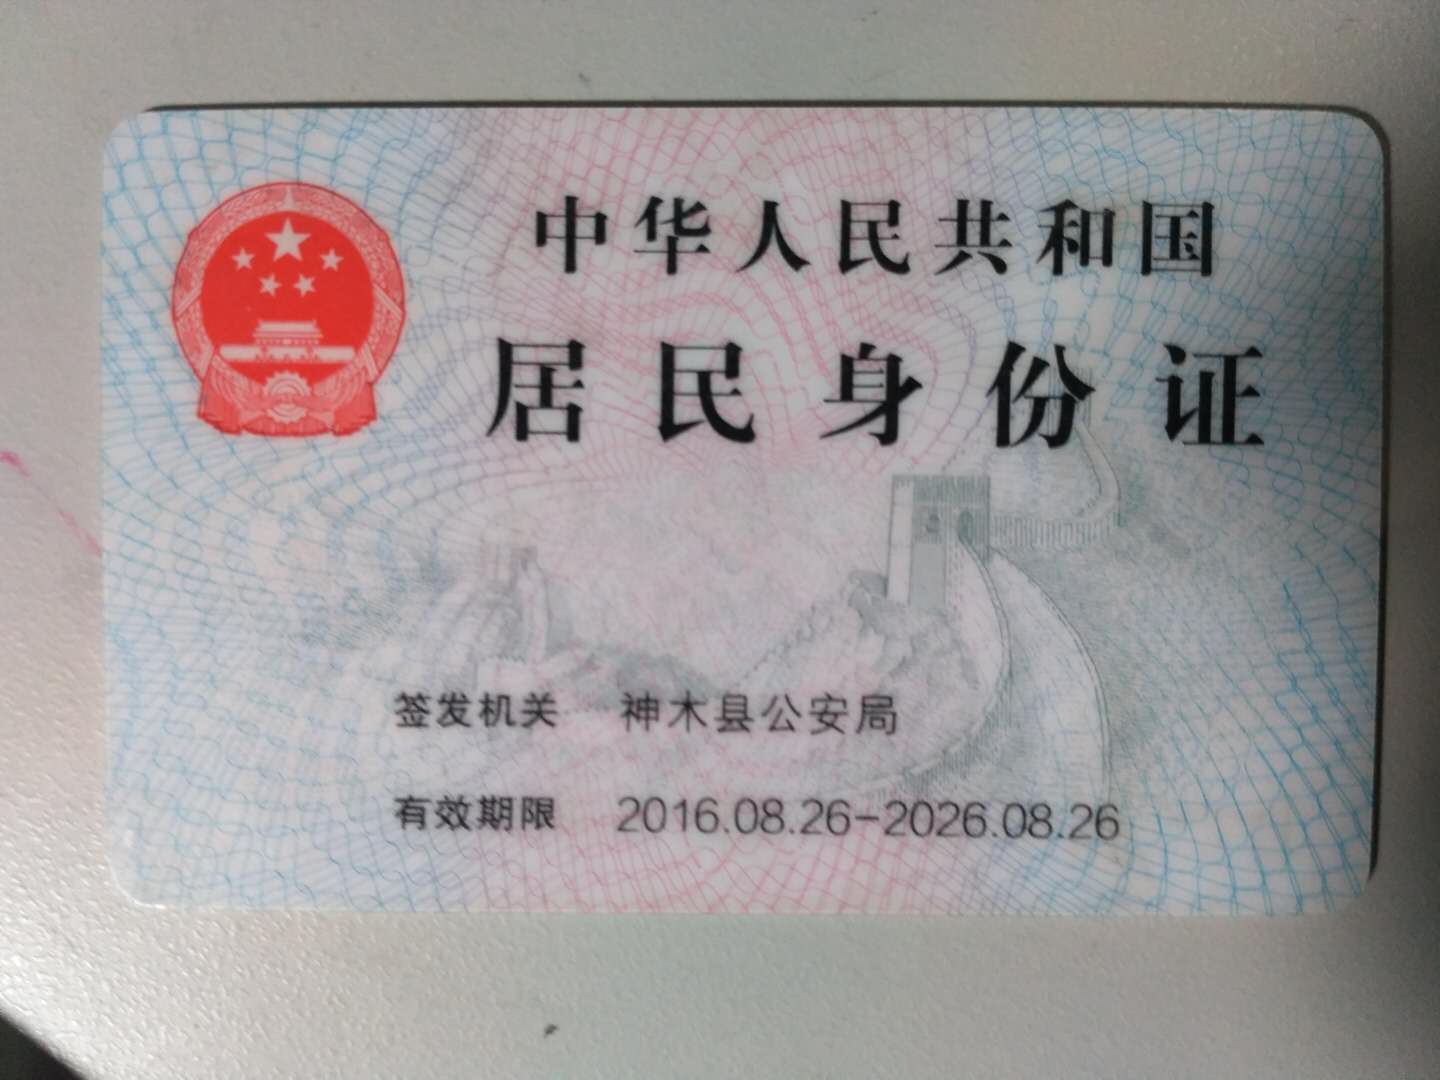 中华人民共和国
居民身份证
签发机关 神木县公安局
有效期限 2016.08.26-2026.08.26